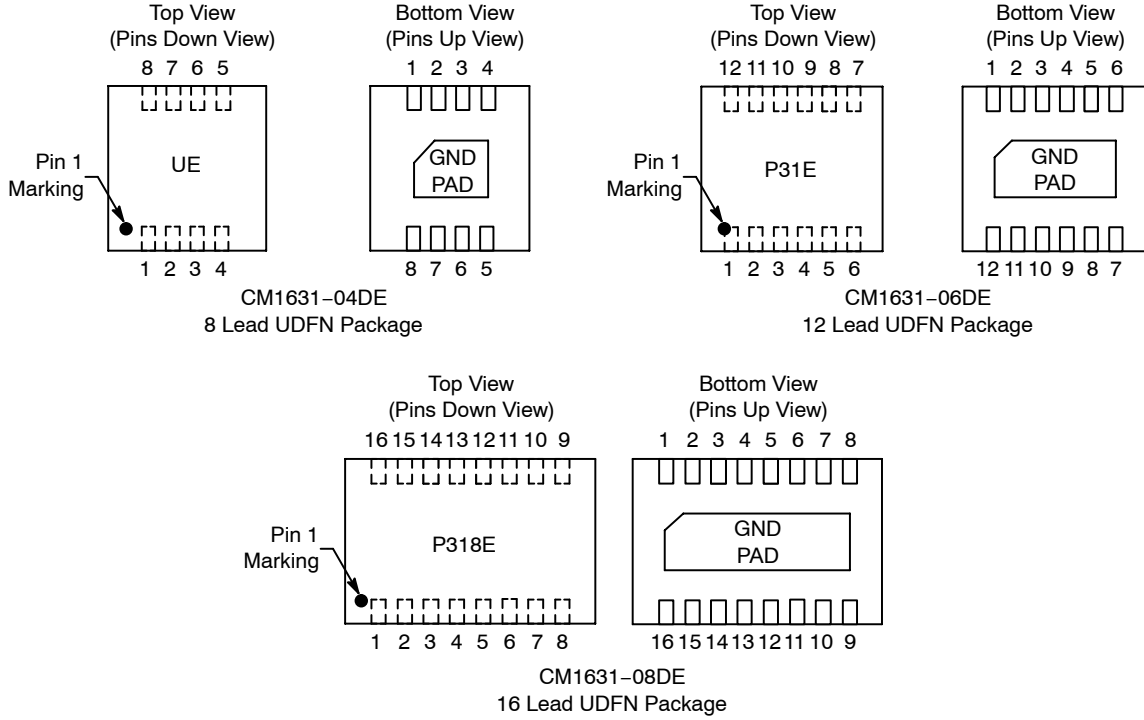 Top View
(Pins Down View)
8 7 6 5
UE
Pin 1
Marking
1 2 3 4
Bottom View
(Pins Up View)
1 2 3 4
GND
PAD
8 7 6 5
CM1631−04DE
8 Lead UDFN Package
Top View
(Pins Down View)
12 11 10 9 8 7
P31E
Pin 1
Marking
1 2 3 4 5 6
Bottom View
(Pins Up View)
1 2 3 4 5 6
GND
PAD
12 11 10 9 8 7
CM1631−06DE
12 Lead UDFN Package
Top View
(Pins Down View)
16 15 14 13 12 11 10 9
P318E
Pin 1
Marking
1 2 3 4 5 6 7 8
Bottom View
(Pins Up View)
1 2 3 4 5 6 7 8
GND
PAD
16 15 14 13 12 11 10 9
CM1631−08DE
16 Lead UDFN Package